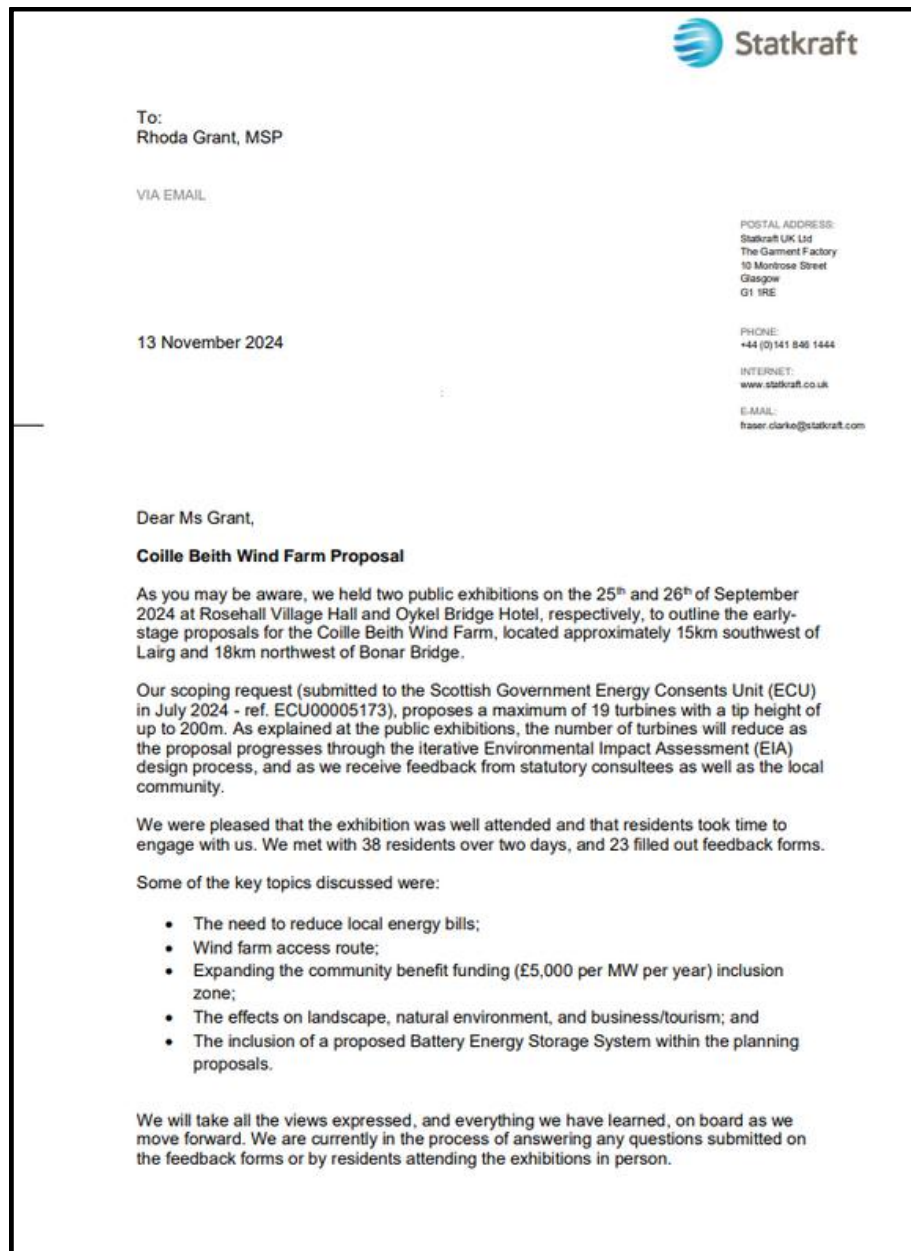 Statkraft
To:
Rhoda Grant, MSP
VIA EMAIL
POSTAL ADDRESS:
Statkraft UK Ltd
The Garment Factory
10 Montrose Street
Glasgow
G1 1RE
13 November 2024
PHONE:
+44 (0)141 846 1444
INTERNET:
www.statkraft.co.uk
:
E-MAIL:
fraser.clarke@statkraft.com
Dear Ms Grant,
Coille Beith Wind Farm Proposal
As you may be aware, we held two public exhibitions on the 25th and 26th of September
2024 at Rosehall Village Hall and Oykel Bridge Hotel, respectively, to outline the early-
stage proposals for the Coille Beith Wind Farm, located approximately 15km southwest of
Lairg and 18km northwest of Bonar Bridge.
Our scoping request (submitted to the Scottish Government Energy Consents Unit (ECU)
in July 2024 - ref. ECU00005173), proposes a maximum of 19 turbines with a tip height of
up to 200m. As explained at the public exhibitions, the number of turbines will reduce as
the proposal progresses through the iterative Environmental Impact Assessment (EIA)
design process, and as we receive feedback from statutory consultees as well as the local
community.
We were pleased that the exhibition was well attended and that residents took time to
engage with us. We met with 38 residents over two days, and 23 filled out feedback forms.
Some of the key topics discussed were:
• The need to reduce local energy bills;
• Wind farm access route;
• Expanding the community benefit funding (£5,000 per MW per year) inclusion
zone;
• The effects on landscape, natural environment, and business/tourism; and
• The inclusion of a proposed Battery Energy Storage System within the planning
proposals.
We will take all the views expressed, and everything we have learned, on board as we
move forward. We are currently in the process of answering any questions submitted on
the feedback forms or by residents attending the exhibitions in person.